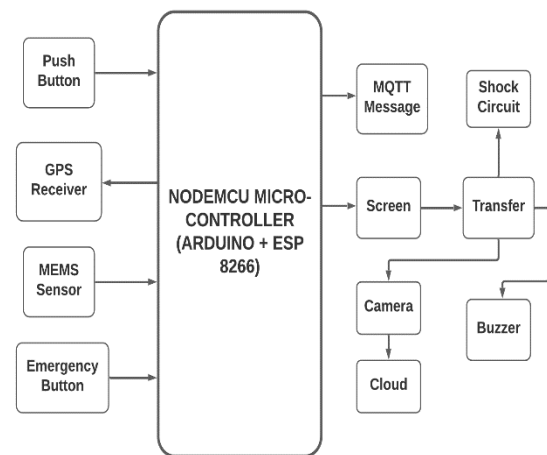 Push
Button
GPS
Receiver
MEMS
Sensor
Emergency
Button
NODEMCU MICRO-
CONTROLLER
(ARDUINO + ESP
8266)
MQTT
Message
Shock
Circuit
Screen
Transfer
Camera
Buzzer
Cloud